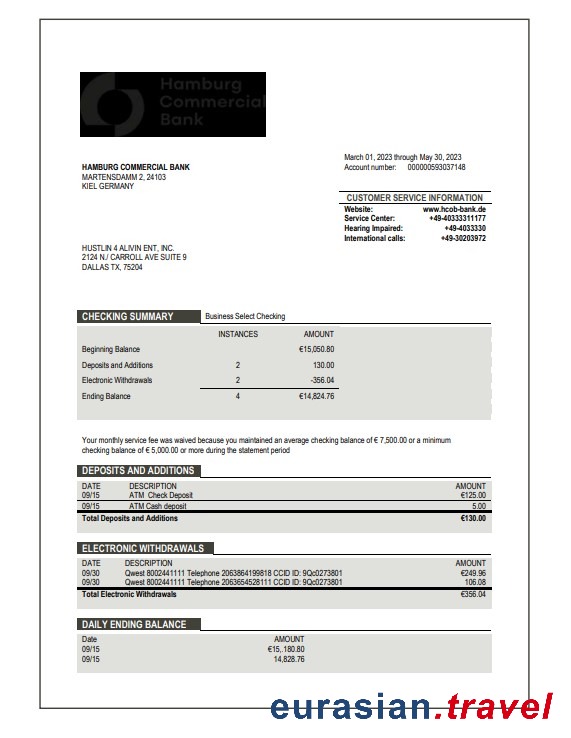 Hamburg
Commercial
Bank
March 01, 2023 through May 30, 2023
Account number: 000000593037148
HAMBURG COMMERCIAL BANK
MARTENSDAMM 2, 24103
KIEL GERMANY
CUSTOMER SERVICE INFORMATION
Website: www.hcob-bank.de
Service Center: +49-40333311177
Hearing Impaired: +49-4033330
International calls: +49-30203972
HUSTLIN 4 ALIVIN ENT, INC.
2124 N./ CARROLL AVE SUITE 9
DALLAS TX, 75204
CHECKING SUMMARY Business Select Checking
INSTANCES AMOUNT
Beginning Balance €15,050.80
Deposits and Additions 2 130.00
Electronic Withdrawals 2 -356.04
Ending Balance 4 €14,824.76
Your monthly service fee was waived because you maintained an average checking balance of € 7,500.00 or a minimum
checking balance of € 5,000.00 or more during the statement period
DEPOSITS AND ADDITIONS
DATE DESCRIPTION AMOUNT
09/15 ATM Check Deposit €125.00
09/15 ATM Cash deposit 5.00
Total Deposits and Additions €130.00
ELECTRONIC WITHDRAWALS
DATE DESCRIPTION AMOUNT
09/30 Qwest 8002441111 Telephone 2063864199818 CCID ID: 9Qc0273801 €249.96
09/30 Qwest 8002441111 Telephone 2063654528111 CCID ID: 9Qc0273801 106.08
Total Electronic Withdrawals €356.04
DAILY ENDING BALANCE
Date AMOUNT
09/15 €15,.180.80
09/15 14,828.76
eurasian.travel